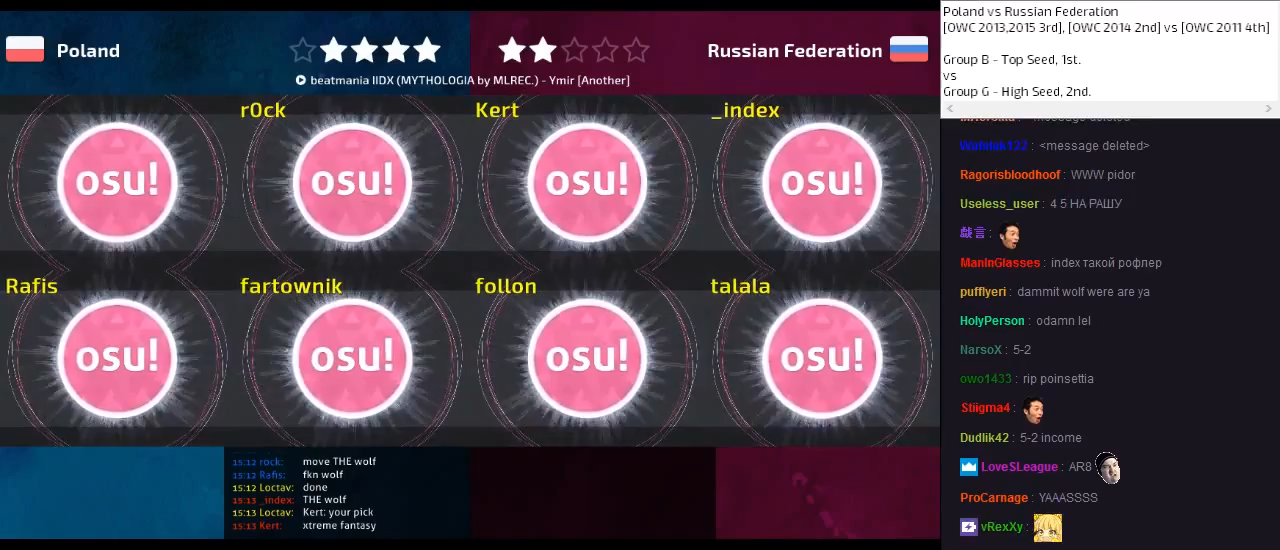 Poland
Russian Federation
beatmania IIDX (MYTHOLOGIA by MLREC.) - Ymir [Another]
r0ck
Kert
_index
osu!
osu!
osu!
osu!
Rafis
fartownik
follon
talala
osu!
osu!
osu!
osu!
15:12 rock: move THE wolf
15:12 Rafis: fkn wolf
15:12 Loctav: done
15:13 _index: THE wolf
15:13 Loctav: Kert: your pick
15:13 Kert: xtreme fantasy
Poland vs Russian Federation
[OWC 2013,2015 3rd], [OWC 2014 2nd] vs [OWC 2011 4th]
Group B - Top Seed, 1st.
vs
Group G - High Seed, 2nd.
<message deleted>
Ragorisbloodhoof : WWW pidor
Useless_user : 4 5 НА РАШУ
戯言 :
ManInGlasses : index такой рофлер
pufflyeri : dammit wolf were are ya
HolyPerson : odamn lel
NarsoX : 5-2
owo1433 : rip poinsettia
Stiigma4 :
Dudlik42 : 5-2 income
LoveSLeague : AR8
ProCarnage : YAAASSSS
vRexXy :